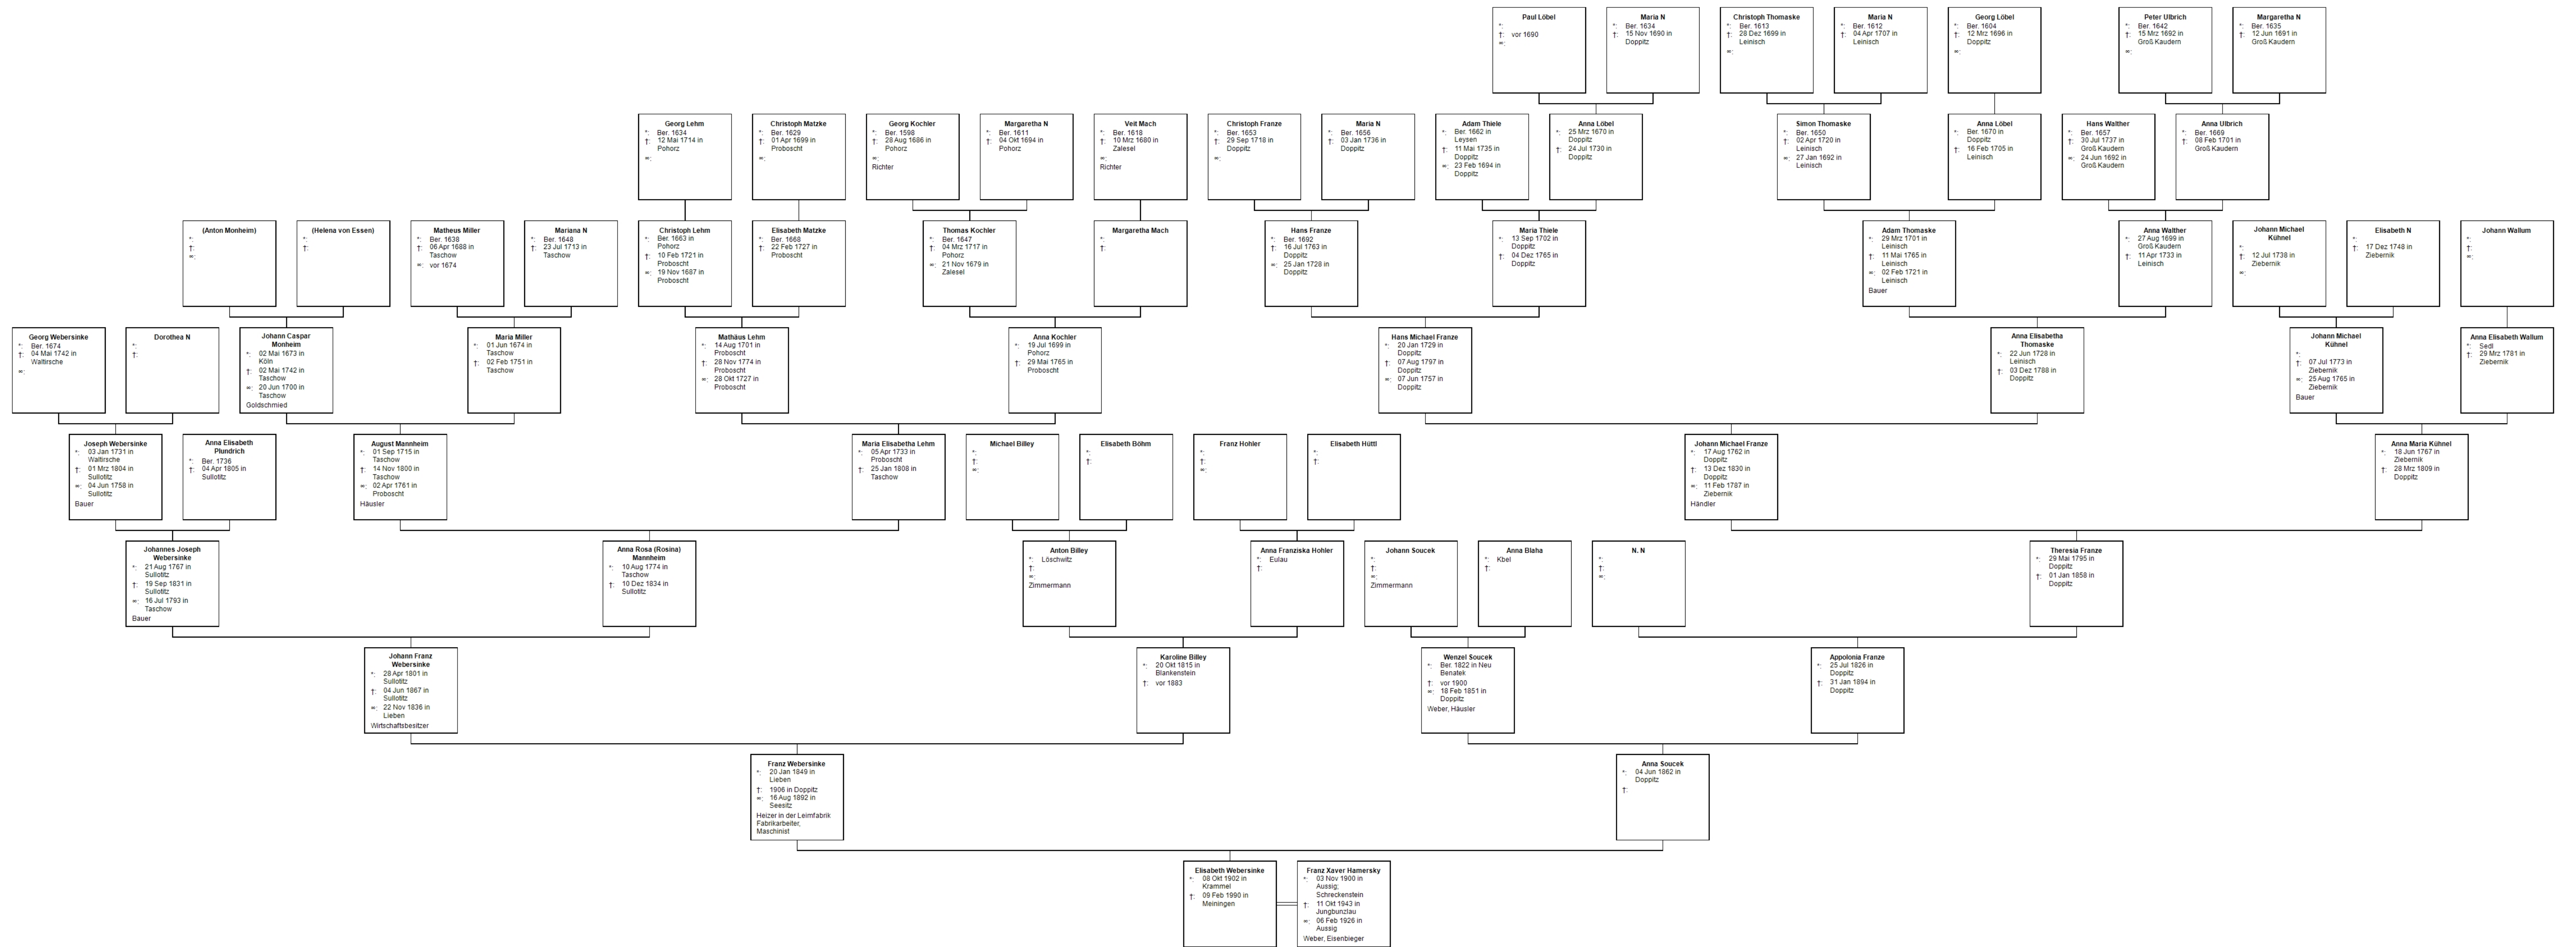 Paul Löbel
*:
†: vor 1690
∞:
Maria N
*: Ber. 1634
†: 15 Nov 1690 in
Doppitz
Christoph Thomaske
*: Ber. 1613
†: 28 Dez 1699 in
Leinisch
∞:
Maria N
*: Ber. 1612
†: 04 Apr 1707 in
Leinisch
Georg Löbel
*: Ber. 1604
†: 12 Mrz 1696 in
Doppitz
∞:
Peter Ulbrich
*: Ber. 1642
†: 15 Mrz 1692 in
Groß Kaudern
∞:
Margaretha N
*: Ber. 1635
†: 12 Jun 1691 in
Groß Kaudern
Georg Lehm
*: Ber. 1634
†: 12 Mai 1714 in
Pohorz
∞:
Christoph Matzke
*: Ber. 1629
†: 01 Apr 1699 in
Proboscht
∞:
Georg Kochler
*: Ber. 1598
†: 28 Aug 1686 in
Pohorz
∞:
Richter
Margaretha N
*: Ber. 1611
†: 04 Okt 1694 in
Pohorz
Veit Mach
*: Ber. 1618
†: 10 Mrz 1680 in
Zalesel
∞:
Richter
Christoph Franze
*: Ber. 1653
†: 29 Sep 1718 in
Doppitz
∞:
Maria N
*: Ber. 1656
†: 03 Jan 1736 in
Doppitz
Adam Thiele
*: Ber. 1662 in
Leysen
†: 11 Mai 1735 in
Doppitz
∞: 23 Feb 1694 in
Doppitz
Anna Löbel
*: 25 Mrz 1670 in
Doppitz
†: 24 Jul 1730 in
Doppitz
Simon Thomaske
*: Ber. 1650
†: 02 Apr 1720 in
Leinisch
∞: 27 Jan 1692 in
Leinisch
Anna Löbel
*: Ber. 1670 in
Doppitz
†: 16 Feb 1705 in
Leinisch
Hans Walther
*: Ber. 1657
†: 30 Jul 1737 in
Groß Kaudern
∞: 24 Jun 1692 in
Groß Kaudern
Anna Ulbrich
*: Ber. 1669
†: 08 Feb 1701 in
Groß Kaudern
(Anton Monheim)
*:
†:
∞:
(Helena von Essen)
*:
†:
Matheus Miller
*: Ber. 1638
†: 06 Apr 1688 in
Taschow
∞: vor 1674
Mariana N
*: Ber. 1648
†: 23 Jul 1713 in
Taschow
Christoph Lehm
*: Ber. 1663 in
Pohorz
†: 10 Feb 1721 in
Proboscht
∞: 19 Nov 1687 in
Proboscht
Elisabeth Matzke
*: Ber. 1668
†: 22 Feb 1727 in
Proboscht
Thomas Kochler
*: Ber. 1647
†: 04 Mrz 1717 in
Pohorz
∞: 21 Nov 1679 in
Zalesel
Margaretha Mach
*:
†:
Hans Franze
*: Ber. 1692
†: 16 Jul 1763 in
Doppitz
∞: 25 Jan 1728 in
Doppitz
Maria Thiele
*: 13 Sep 1702 in
Doppitz
†: 04 Dez 1765 in
Doppitz
Adam Thomaske
*: 29 Mrz 1701 in
Leinisch
†: 11 Mai 1765 in
Leinisch
∞: 02 Feb 1721 in
Leinisch
Bauer
Anna Walther
*: 27 Aug 1699 in
Groß Kaudern
†: 11 Apr 1733 in
Leinisch
Johann Michael
Kühnel
*:
†: 12 Jul 1738 in
Ziebernik
∞:
Elisabeth N
*:
†: 17 Dez 1748 in
Ziebernik
Johann Wallum
*:
†:
∞:
Georg Webersinke
*: Ber. 1674
†: 04 Mai 1742 in
Waltirsche
∞:
Dorothea N
*:
†:
Johann Caspar
Monheim
*: 02 Mai 1673 in
Köln
†: 02 Mai 1742 in
Taschow
∞: 20 Jun 1700 in
Taschow
Goldschmied
Maria Miller
*: 01 Jun 1674 in
Taschow
†: 02 Feb 1751 in
Taschow
Mathäus Lehm
*: 14 Aug 1701 in
Proboscht
†: 28 Nov 1774 in
Proboscht
∞: 28 Okt 1727 in
Proboscht
Anna Kochler
*: 19 Jul 1699 in
Pohorz
†: 29 Mai 1765 in
Proboscht
Hans Michael Franze
*: 20 Jan 1729 in
Doppitz
†: 07 Aug 1797 in
Doppitz
∞: 07 Jun 1757 in
Doppitz
Anna Elisabetha
Thomaske
*: 22 Jun 1728 in
Leinisch
†: 03 Dez 1788 in
Doppitz
Johann Michael
Kühnel
*:
†: 07 Jul 1773 in
Ziebernik
∞: 25 Aug 1765 in
Ziebernik
Bauer
Anna Elisabeth Wallum
*: Sedl
†: 29 Mrz 1781 in
Ziebernik
Joseph Webersinke
*: 03 Jan 1731 in
Waltirsche
†: 01 Mrz 1804 in
Sullotitz
∞: 04 Jun 1758 in
Sullotitz
Bauer
Anna Elisabeth
Plundrich
*: Ber. 1736
†: 04 Apr 1805 in
Sullotitz
August Mannheim
*: 01 Sep 1715 in
Taschow
†: 14 Nov 1800 in
Taschow
∞: 02 Apr 1761 in
Proboscht
Häusler
Maria Elisabetha Lehm
*: 05 Apr 1733 in
Proboscht
†: 25 Jan 1808 in
Taschow
Michael Billey
*:
†:
∞:
Elisabeth Böhm
*:
†:
Franz Hohler
*:
†:
∞:
Elisabeth Hüttl
*:
†:
Johann Michael Franze
*: 17 Aug 1762 in
Doppitz
†: 13 Dez 1830 in
Doppitz
∞: 11 Feb 1787 in
Ziebernik
Händler
Anna Maria Kühnel
*: 18 Jun 1767 in
Ziebernik
†: 28 Mrz 1809 in
Doppitz
Johannes Joseph
Webersinke
*: 21 Aug 1767 in
Sullotitz
†: 19 Sep 1831 in
Sullotitz
∞: 16 Jul 1793 in
Taschow
Bauer
Anna Rosa (Rosina)
Mannheim
*: 10 Aug 1774 in
Taschow
†: 10 Dez 1834 in
Sullotitz
Anton Billey
*: Löschwitz
†:
∞:
Zimmermann
Anna Franziska Hohler
*: Eulau
†:
Johann Soucek
*:
†:
∞:
Zimmermann
Anna Blaha
*: Kbel
†:
N. N
*:
†:
∞:
Theresia Franze
*: 29 Mai 1795 in
Doppitz
†: 01 Jan 1858 in
Doppitz
Johann Franz
Webersinke
*: 28 Apr 1801 in
Sullotitz
†: 04 Jun 1867 in
Sullotitz
∞: 22 Nov 1836 in
Lieben
Wirtschaftsbesitzer
Karoline Billey
*: 20 Okt 1815 in
Blankenstein
†: vor 1883
Wenzel Soucek
*: Ber. 1822 in Neu
Benatek
†: vor 1900
∞: 18 Feb 1851 in
Doppitz
Weber, Häusler
Appolonia Franze
*: 25 Jul 1826 in
Doppitz
†: 31 Jan 1894 in
Doppitz
Franz Webersinke
*: 20 Jan 1849 in
Lieben
†: 1906 in Doppitz
∞: 16 Aug 1892 in
Seesitz
Heizer in der Leimfabrik
Fabrikarbeiter,
Maschinist
Anna Soucek
*: 04 Jun 1862 in
Doppitz
†:
Elisabeth Webersinke
*: 08 Okt 1902 in
Krammel
†: 09 Feb 1990 in
Meiningen
Franz Xaver Hamersky
*: 03 Nov 1900 in
Aussig;
Schreckenstein
†: 11 Okt 1943 in
Jungbunzlau
∞: 06 Feb 1926 in
Aussig
Weber, Eisenbieger